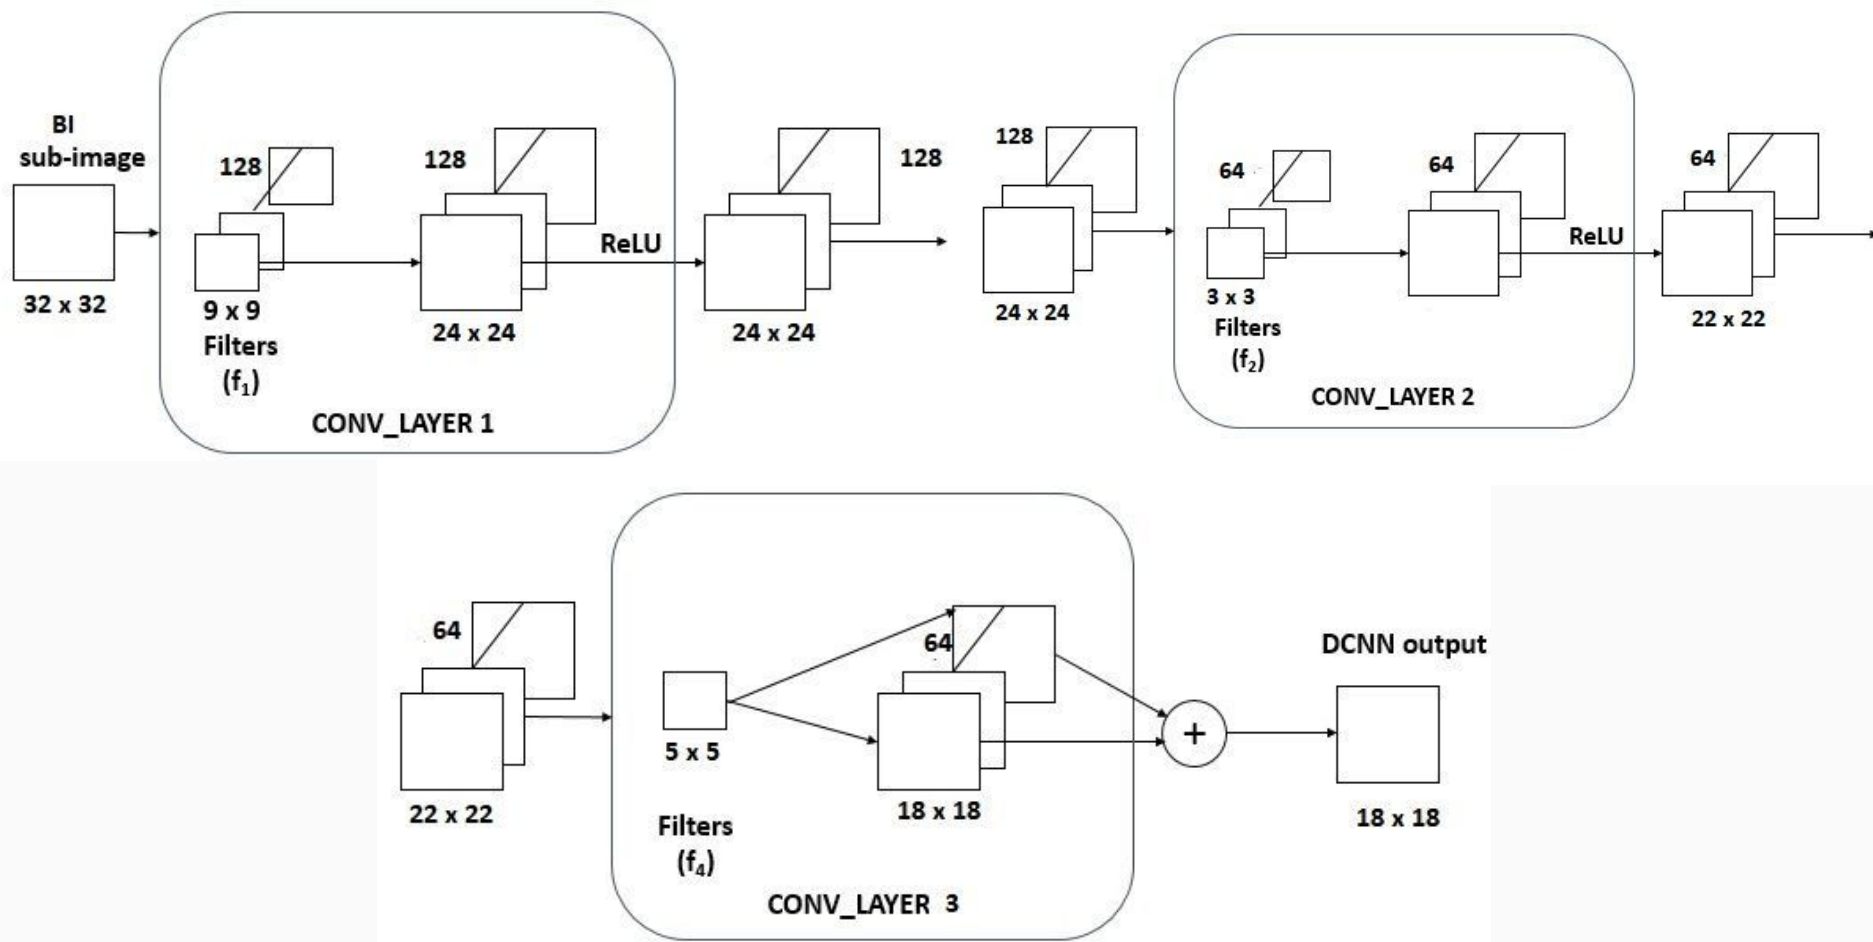 BI
sub-image
32 x 32
128
9 x 9
Filters
(f₁)
128
24 x 24
ReLU
CONV_LAYER 1
128
24 x 24
128
24 x 24
64
3 x 3
Filters
(f₂)
64
ReLU
CONV_LAYER 2
64
22 x 22
64
22 x 22
5 x 5
Filters
(f₄)
64
18 x 18
CONV_LAYER 3
+
DCNN output
18 x 18